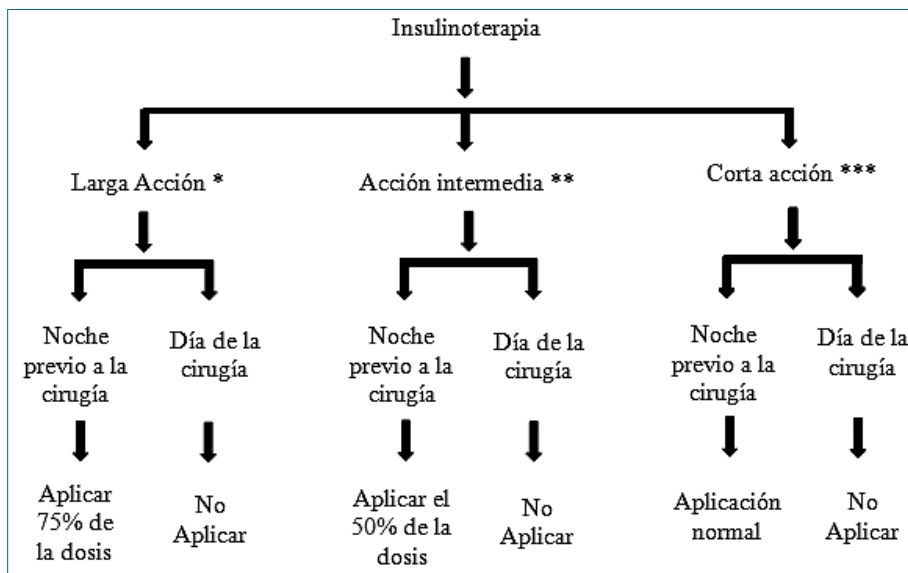 Insulinoterapia
Larga Acción *
Acción intermedia **
Corta acción ***
Noche
previo a la
cirugía
Día de la
cirugía
Noche
previo a la
cirugía
Día de la
cirugía
Noche
previo a la
cirugía
Día de la
cirugía
Aplicar
75% de
la dosis
No
Aplicar
Aplicar el
50% de la
dosis
No
Aplicar
Aplicación
normal
No
Aplicar